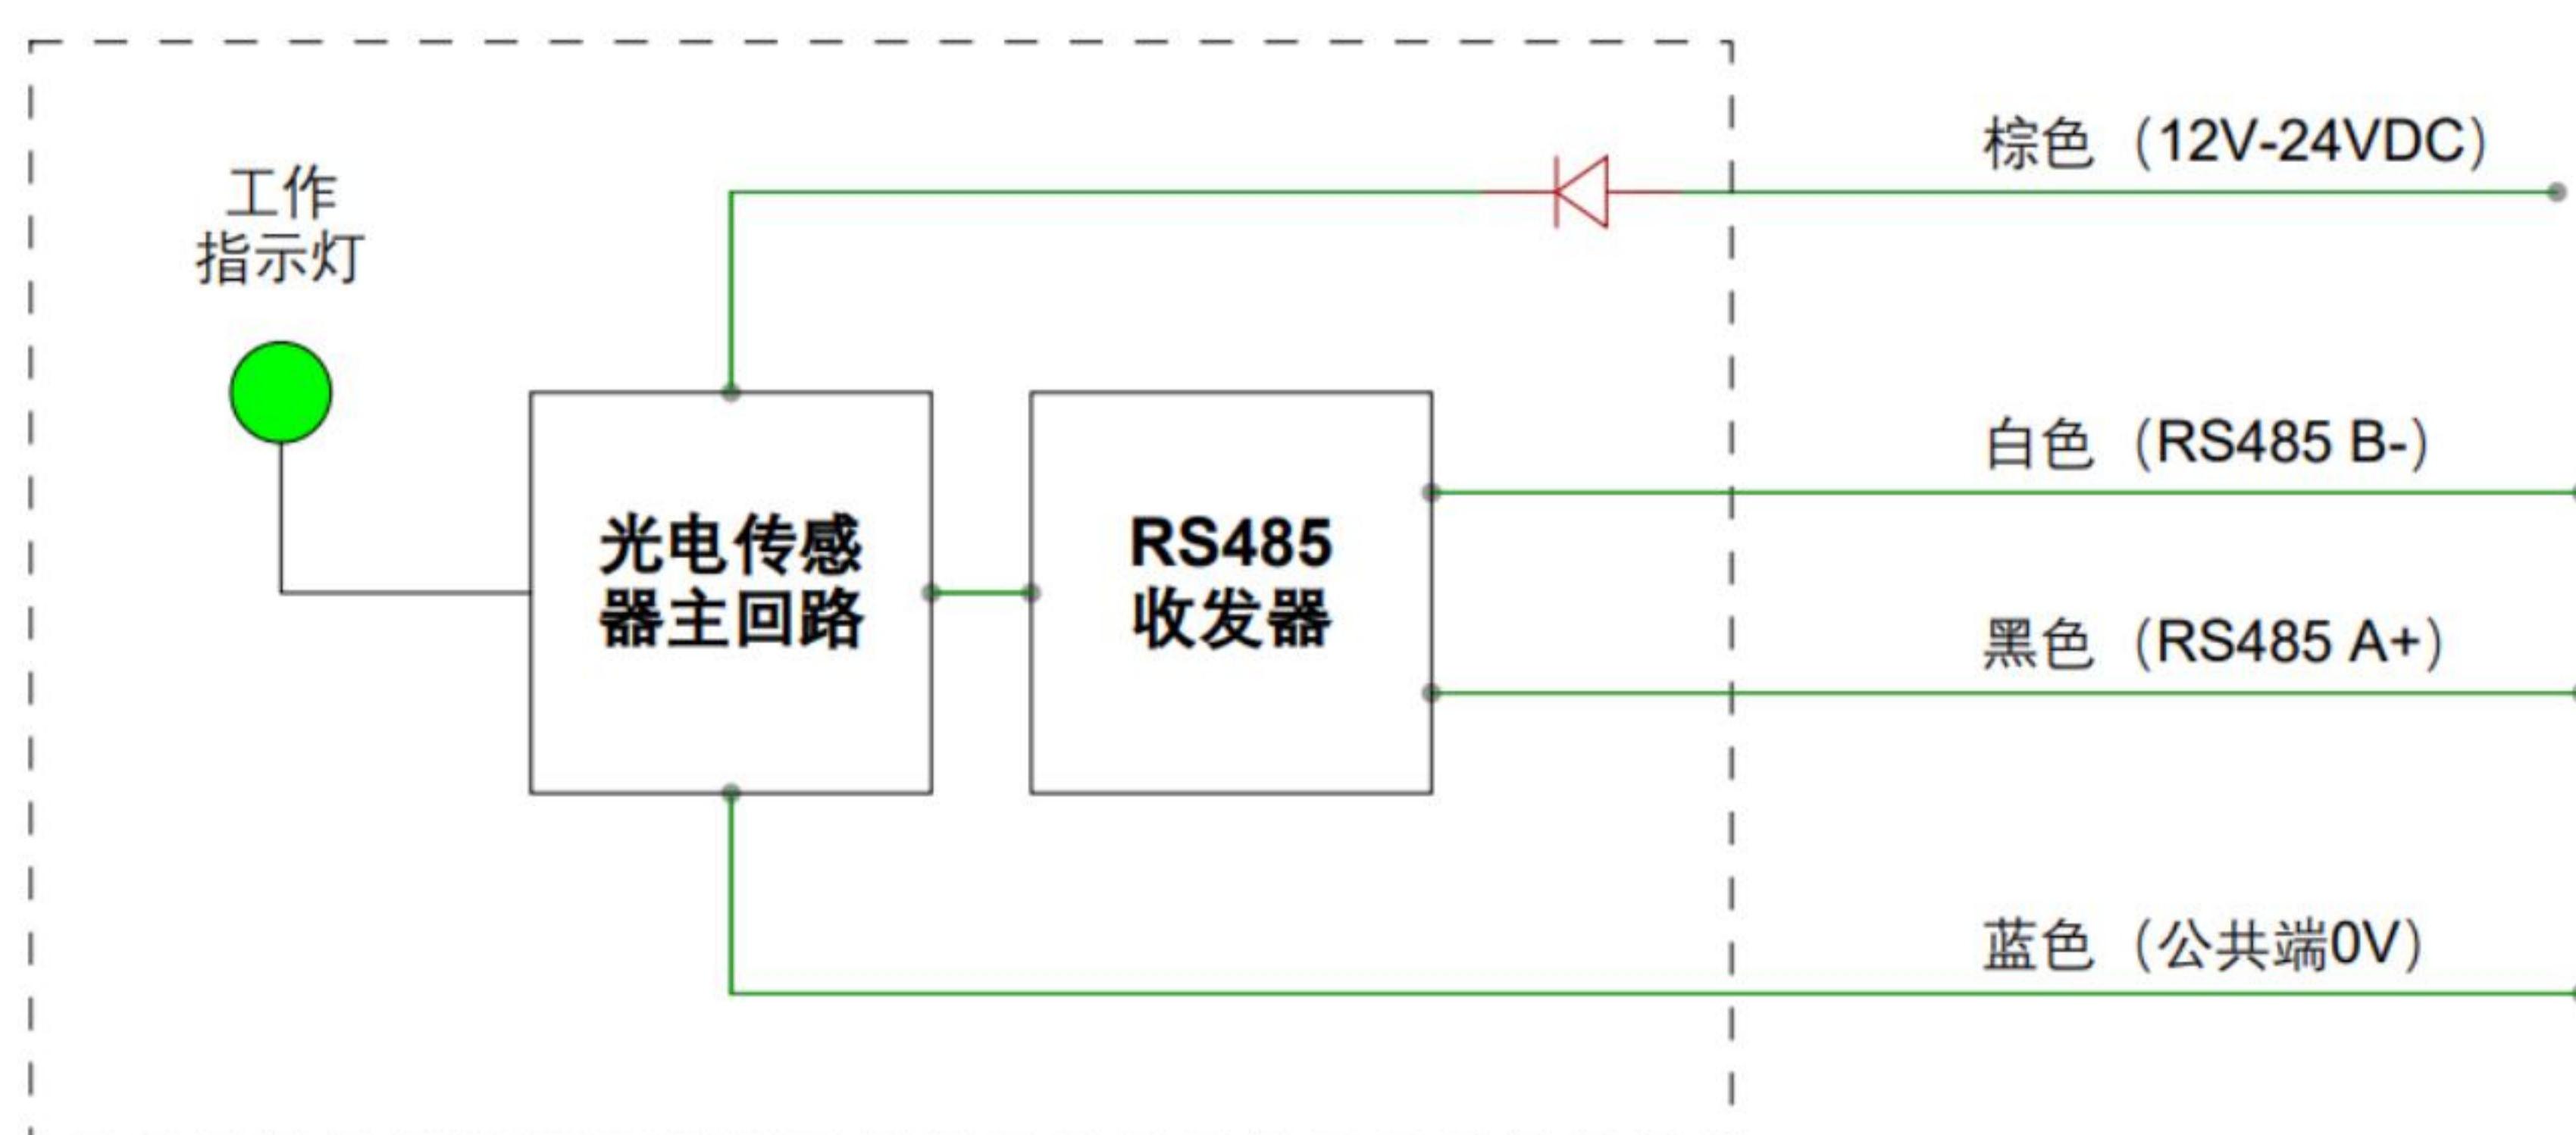 工作
指示灯
棕色（12V-24VDC）
白色（RS485 B-）
光电传感
器主回路
RS485
收发器
黑色（RS485 A+）
蓝色（公共端0V）